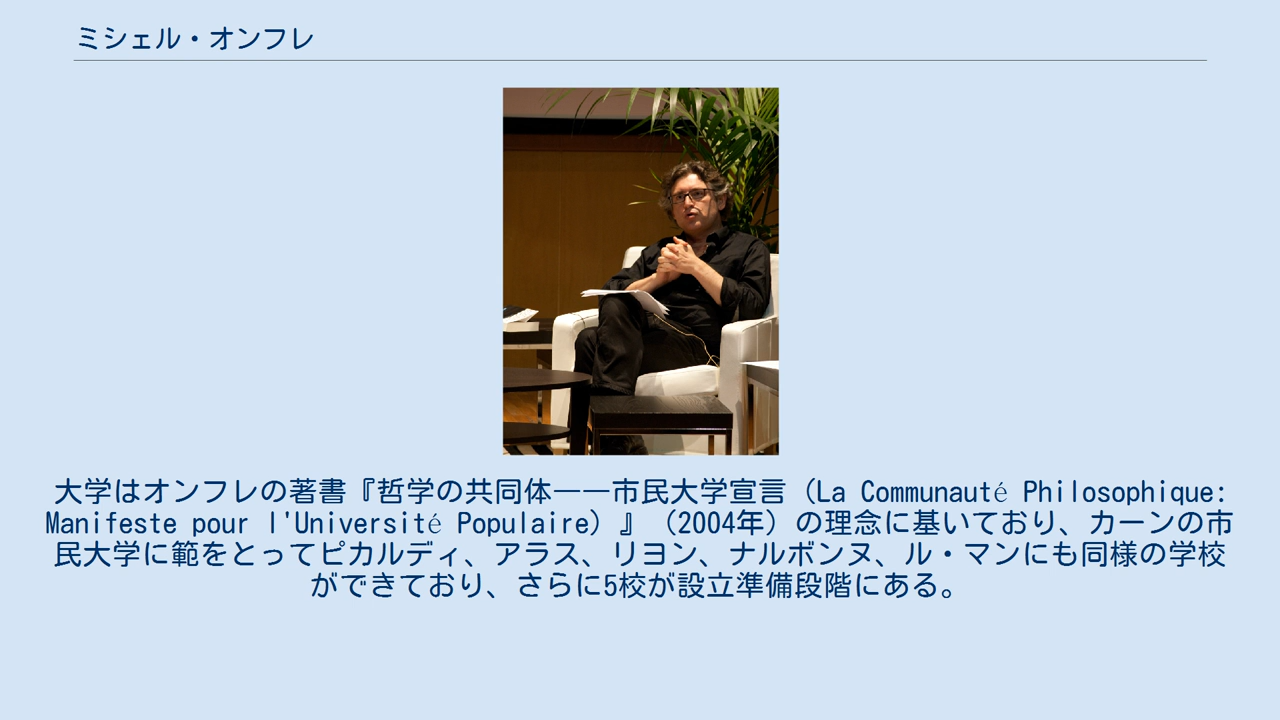 ミシェル・オンフレ
大学はオンフレの著書『哲学の共同体――市民大学宣言（La Communauté Philosophique:
Manifeste pour l'Université Populaire）』（2004年）の理念に基いており、カーンの市
民大学に範をとってピカルディ、アラス、リヨン、ナルボンヌ、ル・マンにも同様の学校
ができており、さらに5校が設立準備段階にある。